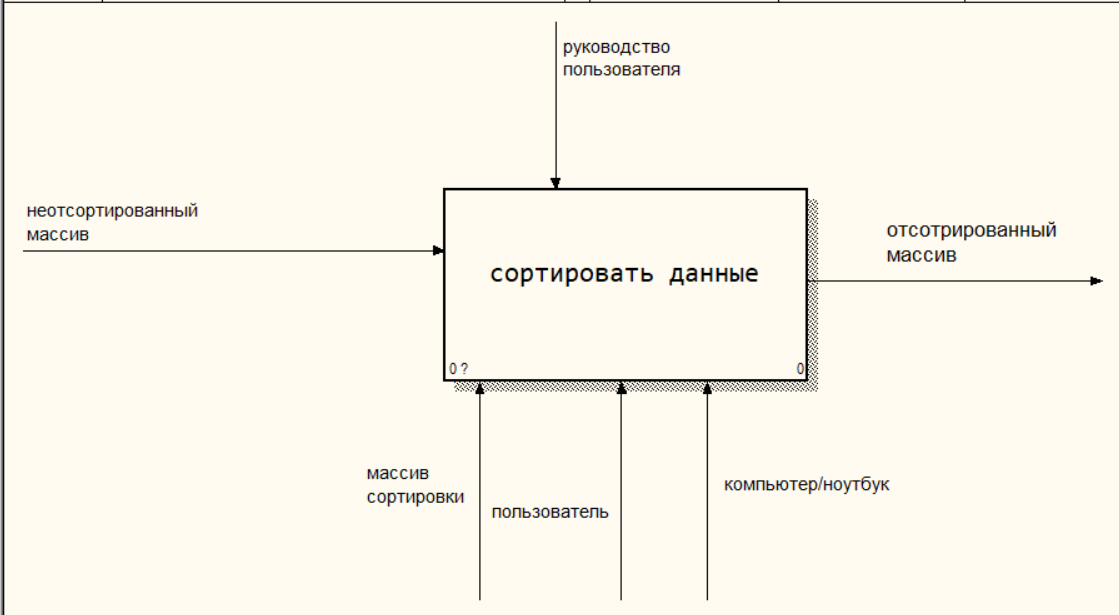 руководство
пользователя
неотсортированный
массив
отсотрированный
массив
сортировать данные
0 ?
0
массив
сортировки
компьютер/ноутбук
пользователь